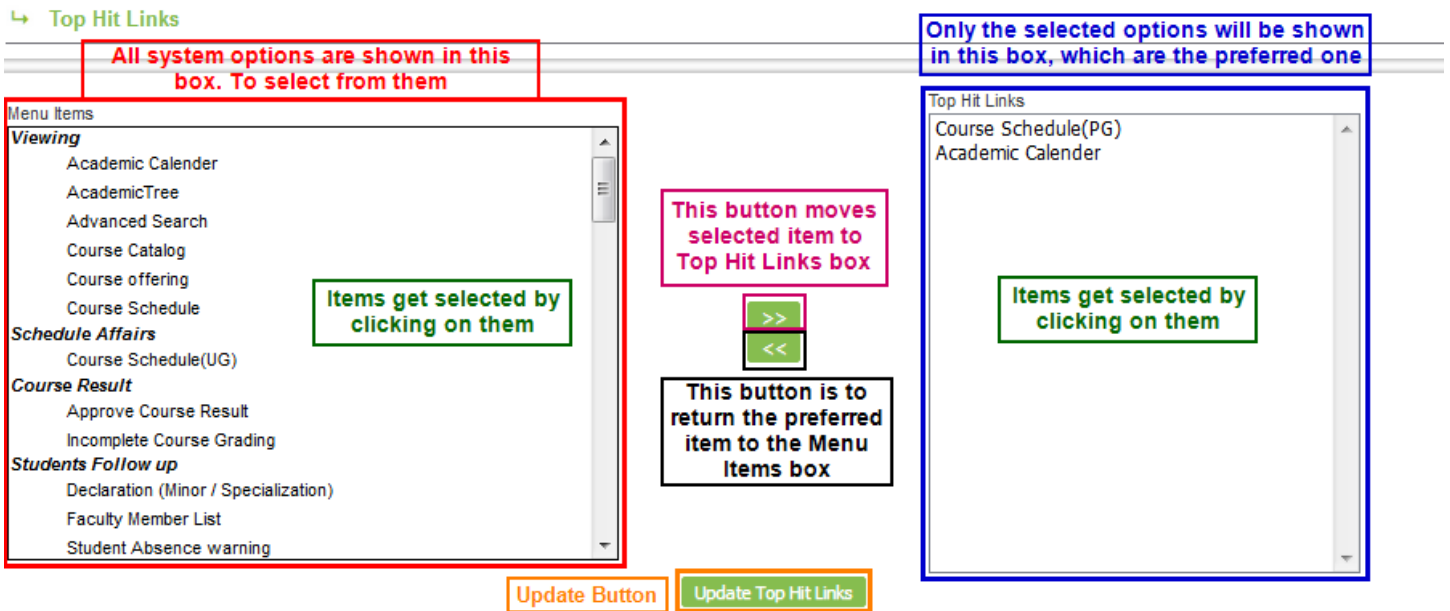 Top Hit Links
All system options are shown in this
box. To select from them
Only the selected options will be shown
in this box, which are the preferred one
Menu Items
Viewing
Academic Calender
AcademicTree
Advanced Search
Course Catalog
Course offering
Course Schedule
Schedule Affairs
Course Schedule(UG)
Course Result
Approve Course Result
Incomplete Course Grading
Students Follow up
Declaration (Minor / Specialization)
Faculty Member List
Student Absence warning
Items get selected by
clicking on them
This button moves
selected item to
Top Hit Links box
>>
<<
This button is to
return the preferred
item to the Menu
Items box
Top Hit Links
Course Schedule(PG)
Academic Calender
Items get selected by
clicking on them
Update Button
Update Top Hit Links